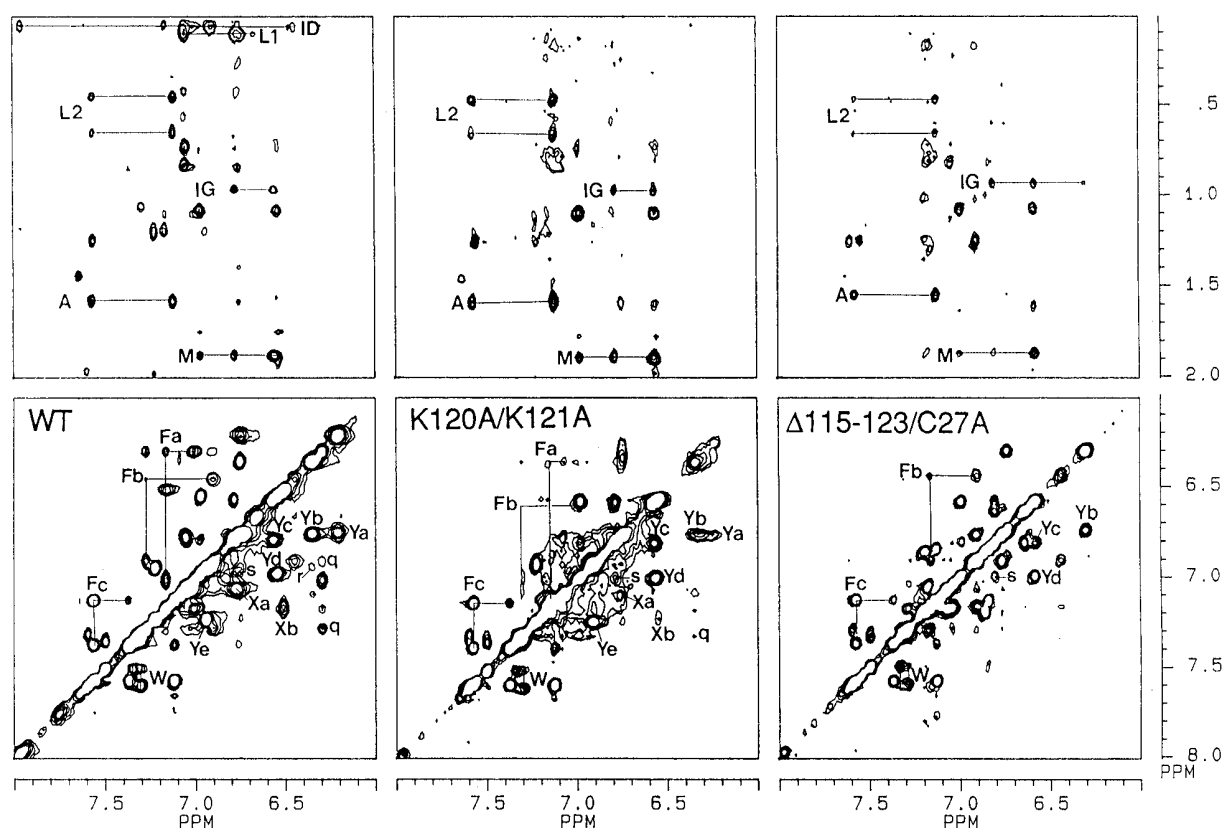 ID
L1
L2
IG
A
M
L2
IG
A
M
L2
IG
A
M
.5
1.0
1.5
2.0
WT
Fa
Fb
Fc
Yc
Yb
Ya
Yd
s
q
Xa
Xb
Ye
q
W
K120A/K121A
Fa
Fb
Fc
Yc
Yb
Ya
s
Yd
Xa
Xb
q
Ye
W
Δ115-123/C27A
Fb
Fc
Yc
Yb
s
Yd
W
6.5
7.0
7.5
8.0
PPM
7.5 7.0 6.5
PPM
7.5 7.0 6.5
PPM
7.5 7.0 6.5
PPM